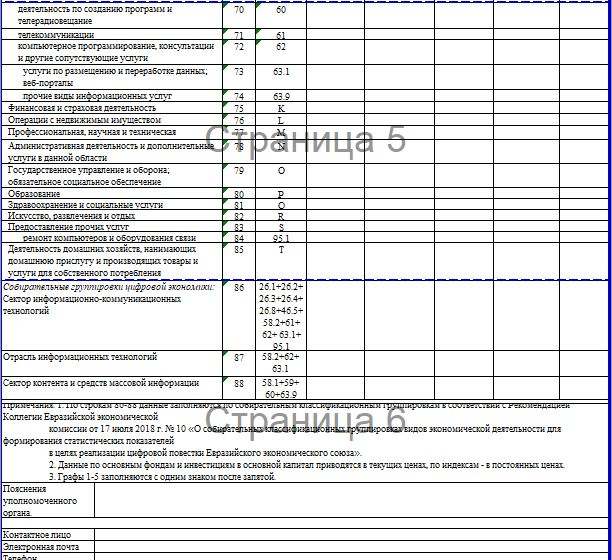 деятельность по созданию программ и 70 60
телерадиовещание
телекоммуникации 71 61
компьютерное программирование, консультации 72 62
и другие сопутствующие услуги
услуги по размещению и переработке данных; 73 63.1
веб-порталы
прочие виды информационных услуг 74 63.9
Финансовая и страховая деятельность 75 K
Операции с недвижимым имуществом 76 L
Профессиональная, научная и техническая 77 M
Страница 5
Административная деятельность и дополнительные 78 N
услуги в данной области
Государственное управление и оборона; 79 O
обязательное социальное обеспечение
Образование 80 P
Здравоохранение и социальные услуги 81 Q
Искусство, развлечения и отдых 82 R
Предоставление прочих услуг 83 S
ремонт компьютеров и оборудования связи 84 95.1
Деятельность домашних хозяйств, нанимающих 85 T
домашнюю прислугу и производящих товары и
услуги для собственного потребления
Собирательные группировки цифровой экономики: 86 26.1+26.2+
Сектор информационно-коммуникационных 26.3+26.4+
технологий 26.8+46.5+
58.2+61+
62+ 63.1+
95.1
Отрасль информационных технологий 87 58.2+62+
63.1
Сектор контента и средств массовой информации 88 58.1+59+
60+63.9
Примечания: 1. По строкам 86-88 данные заполняются по собирательным классификационным группировкам в соответствии с Рекомендацией
Коллегии Евразийской экономической
Страница 6
комиссии от 17 июля 2018 г. № 10 «О собирательных классификационных группировках видов экономической деятельности для
формирования статистических показателей
в целях реализации цифровой повестки Евразийского экономического союза».
2. Данные по основным фондам и инвестициям в основной капитал приводятся в текущих ценах, по индексам - в постоянных ценах.
3. Графы 1-5 заполняются с одним знаком после запятой.
Пояснения
уполномоченного
органа.
Контактное лицо
Электронная почта
Телефон